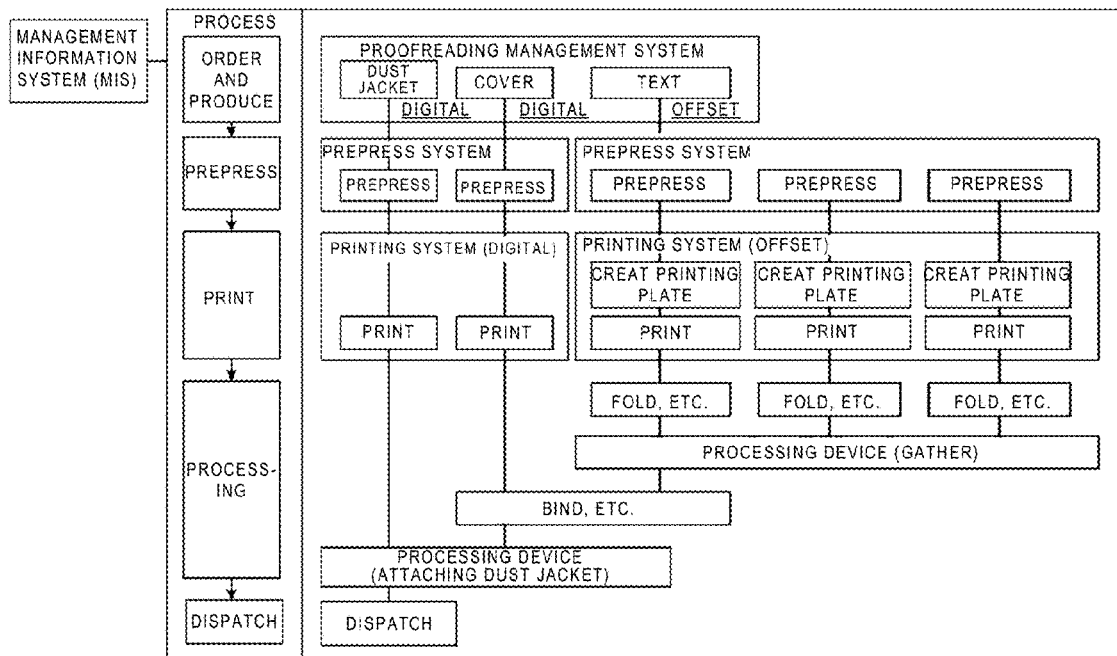 MANAGEMENT
INFORMATION
SYSTEM (MIS)
PROCESS
ORDER
AND
PRODUCE
PREPRESS
PRINT
PROCESS-
ING
DISPATCH
PROOFREADING MANAGEMENT SYSTEM
DUST
JACKET
COVER
TEXT
DIGITAL
DIGITAL
OFFSET
PREPRESS SYSTEM
PREPRESS SYSTEM
PREPRESS
PREPRESS
PREPRESS
PREPRESS
PREPRESS
PRINTING SYSTEM (DIGITAL)
PRINTING SYSTEM (OFFSET)
CREAT PRINTING
PLATE
CREAT PRINTING
PLATE
CREAT PRINTING
PLATE
PRINT
PRINT
PRINT
PRINT
PRINT
FOLD, ETC.
FOLD, ETC.
FOLD, ETC.
PROCESSING DEVICE (GATHER)
BIND, ETC.
PROCESSING DEVICE
(ATTACHING DUST JACKET)
DISPATCH